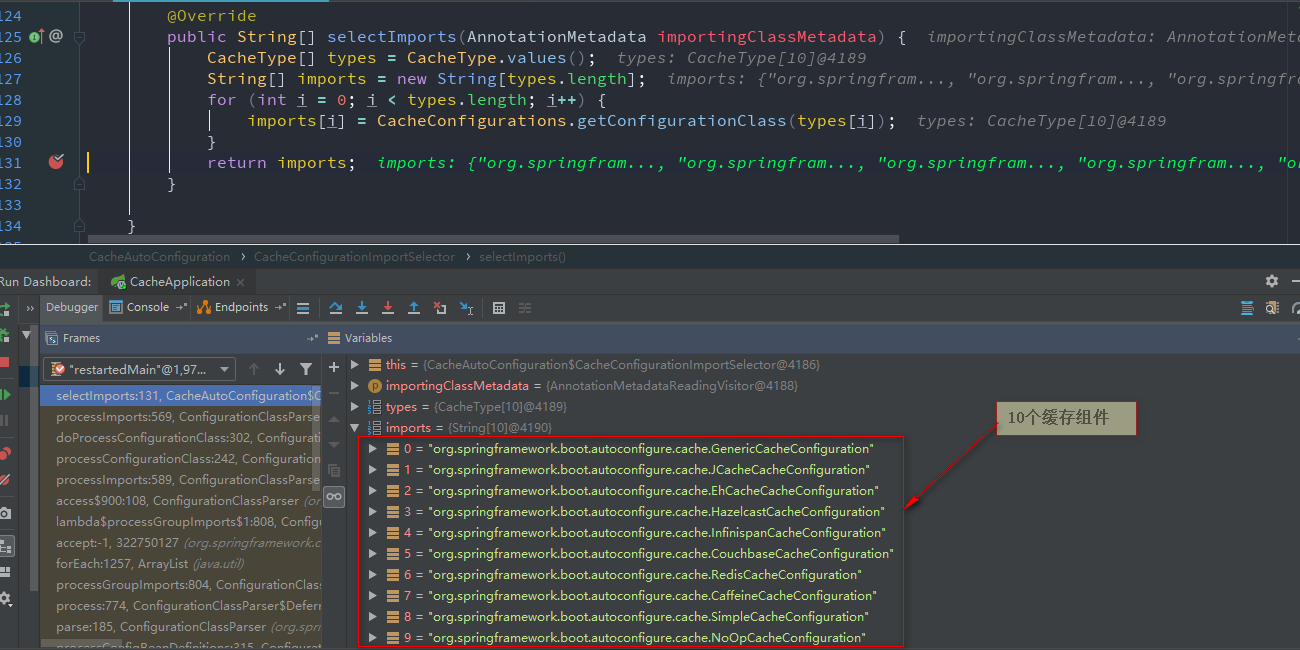 124 @Override
125 @ public String[] selectImports(AnnotationMetadata importingClassMetadata) { importingClassMetadata: AnnotationMeta
126 CacheType[] types = CacheType.values(); types: CacheType[10]@4189
127 String[] imports = new String[types.length]; imports: {"org.springfram..., "org.springfram..., "org.springfra
128 for (int i = 0; i < types.length; i++) {
129 imports[i] = CacheConfigurations.getConfigurationClass(types[i]); types: CacheType[10]@4189
130 }
131 return imports; imports: {"org.springfram..., "org.springfram..., "org.springfram..., "org.springfram..., "o
132 }
133
134 }
CacheAutoConfiguration › CacheConfigurationImportSelector › selectImports()
Run Dashboard: CacheApplication
Debugger Console Endpoints
Frames Variables
"restartedMain"@1,97...
selectImports:131, CacheAutoConfiguration$C
processImports:569, ConfigurationClassParse
doProcessConfigurationClass:302, Configurati
processConfigurationClass:242, Configuration
processImports:589, ConfigurationClassParse
access$900:108, ConfigurationClassParser (or
lambda$processGroupImports$1:808, Config
accept:-1, 322750127 (org.springframework.c
forEach:1257, ArrayList (java.util)
processGroupImports:804, ConfigurationClass
process:774, ConfigurationClassParser$Deferr
parse:185, ConfigurationClassParser (org.spri
processConfigBeanDefinitions:315, Configurat
this = {CacheAutoConfiguration$CacheConfigurationImportSelector@4186}
importingClassMetadata = {AnnotationMetadataReadingVisitor@4188}
types = {CacheType[10]@4189}
imports = {String[10]@4190}
0 = "org.springframework.boot.autoconfigure.cache.GenericCacheConfiguration"
1 = "org.springframework.boot.autoconfigure.cache.JCacheCacheConfiguration"
2 = "org.springframework.boot.autoconfigure.cache.EhCacheCacheConfiguration"
3 = "org.springframework.boot.autoconfigure.cache.HazelcastCacheConfiguration"
4 = "org.springframework.boot.autoconfigure.cache.InfinispanCacheConfiguration"
5 = "org.springframework.boot.autoconfigure.cache.CouchbaseCacheConfiguration"
6 = "org.springframework.boot.autoconfigure.cache.RedisCacheConfiguration"
7 = "org.springframework.boot.autoconfigure.cache.CaffeineCacheConfiguration"
8 = "org.springframework.boot.autoconfigure.cache.SimpleCacheConfiguration"
9 = "org.springframework.boot.autoconfigure.cache.NoOpCacheConfiguration"
10个缓存组件